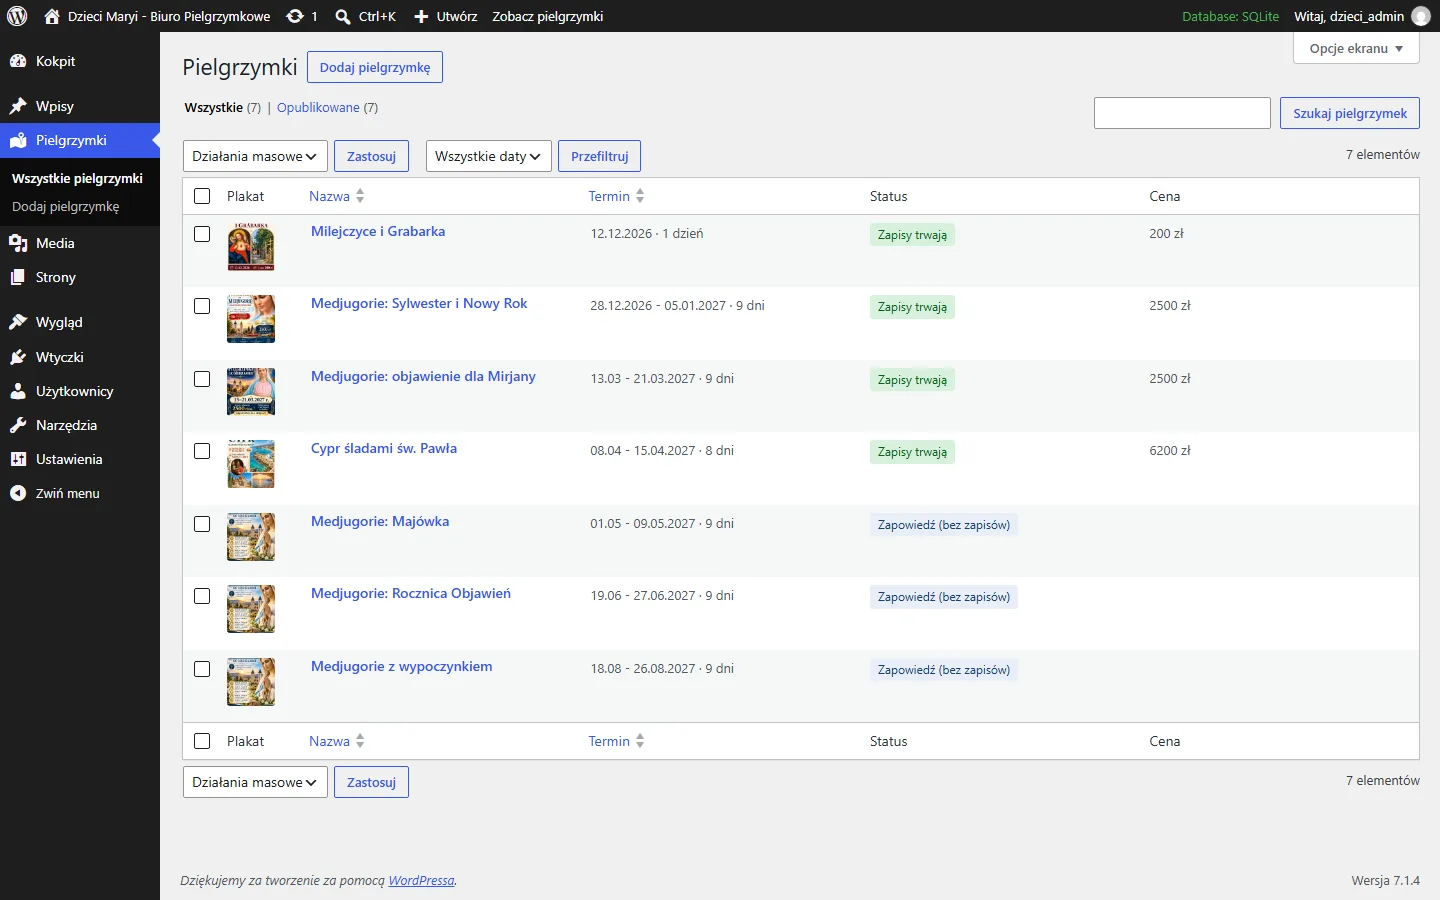 Dzieci Maryi - Biuro Pielgrzymkowe 1 Ctrl+K Utwórz Zobacz pielgrzymki Database: SQLite Witaj, dzieci_admin
Kokpit
Wpisy
Pielgrzymki
Wszystkie pielgrzymki
Dodaj pielgrzymkę
Media
Strony
Wygląd
Wtyczki
Użytkownicy
Narzędzia
Ustawienia
Zwiń menu
Opcje ekranu
Pielgrzymki Dodaj pielgrzymkę
Wszystkie (7) | Opublikowane (7)
Szukaj pielgrzymek
Działania masowe Zastosuj Wszystkie daty Przefiltruj 7 elementów
Plakat Nazwa Termin Status Cena
Milejczyce i Grabarka 12.12.2026 · 1 dzień Zapisy trwają 200 zł
Medjugorie: Sylwester i Nowy Rok 28.12.2026 - 05.01.2027 · 9 dni Zapisy trwają 2500 zł
Medjugorie: objawienie dla Mirjany 13.03 - 21.03.2027 · 9 dni Zapisy trwają 2500 zł
Cypr śladami św. Pawła 08.04 - 15.04.2027 · 8 dni Zapisy trwają 6200 zł
Medjugorie: Majówka 01.05 - 09.05.2027 · 9 dni Zapowiedź (bez zapisów)
Medjugorie: Rocznica Objawień 19.06 - 27.06.2027 · 9 dni Zapowiedź (bez zapisów)
Medjugorie z wypoczynkiem 18.08 - 26.08.2027 · 9 dni Zapowiedź (bez zapisów)
Plakat Nazwa Termin Status Cena
Działania masowe Zastosuj 7 elementów
Dziękujemy za tworzenie za pomocą WordPressa. Wersja 7.1.4